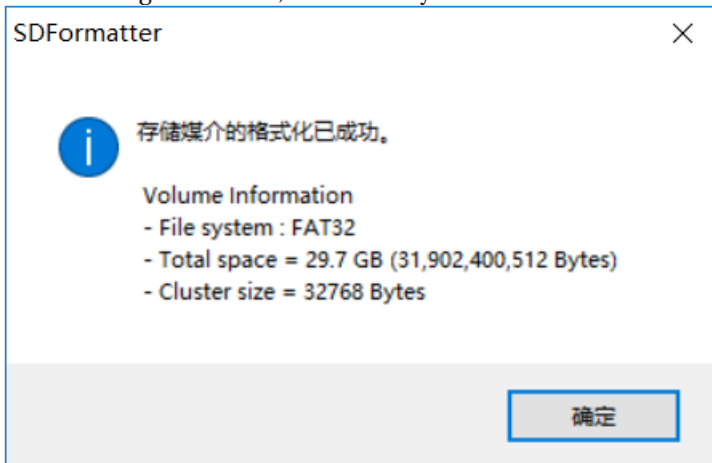 SDFormatter
存储媒介的格式化已成功。
Volume Information
- File system : FAT32
- Total space = 29.7 GB (31,902,400,512 Bytes)
- Cluster size = 32768 Bytes
确定